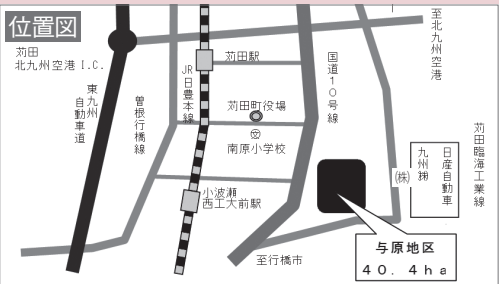 位置図
苅田
北九州空港I.C.
東九州
自動車道
曽根行橋線
JR
日豊本線
苅田駅
苅田町役場
南原小学校
小波瀬
西工大前駅
国道10号線
至北九州空港
至行橋市
苅田臨海工業線
日産自動車
九州㈱
㈱
与原地区
40.4ha